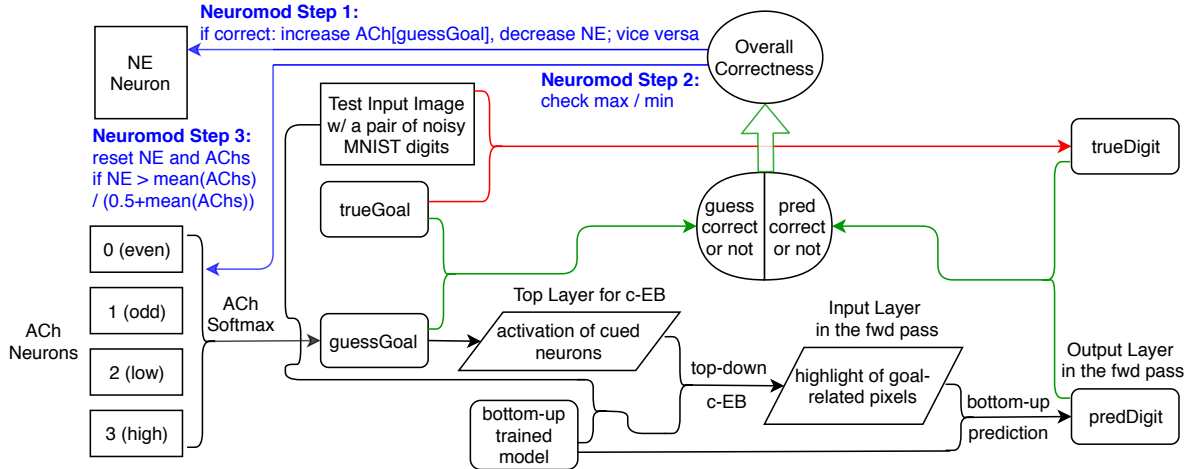 Neuromod Step 1:
if correct: increase ACh[guessGoal], decrease NE; vice versa
NE
Neuron
Overall
Correctness
Neuromod Step 2:
check max / min
Test Input Image
w/ a pair of noisy
MNIST digits
Neuromod Step 3:
reset NE and AChs
if NE > mean(AChs)
/ (0.5+mean(AChs))
trueDigit
trueGoal
guess
correct
or not
pred
correct
or not
0 (even)
1 (odd)
2 (low)
3 (high)
ACh
Neurons
ACh
Softmax
guessGoal
Top Layer for c-EB
activation of cued
neurons
Input Layer
in the fwd pass
top-down
c-EB
highlight of goal-
related pixels
Output Layer
in the fwd pass
bottom-up
trained
model
bottom-up
prediction
predDigit